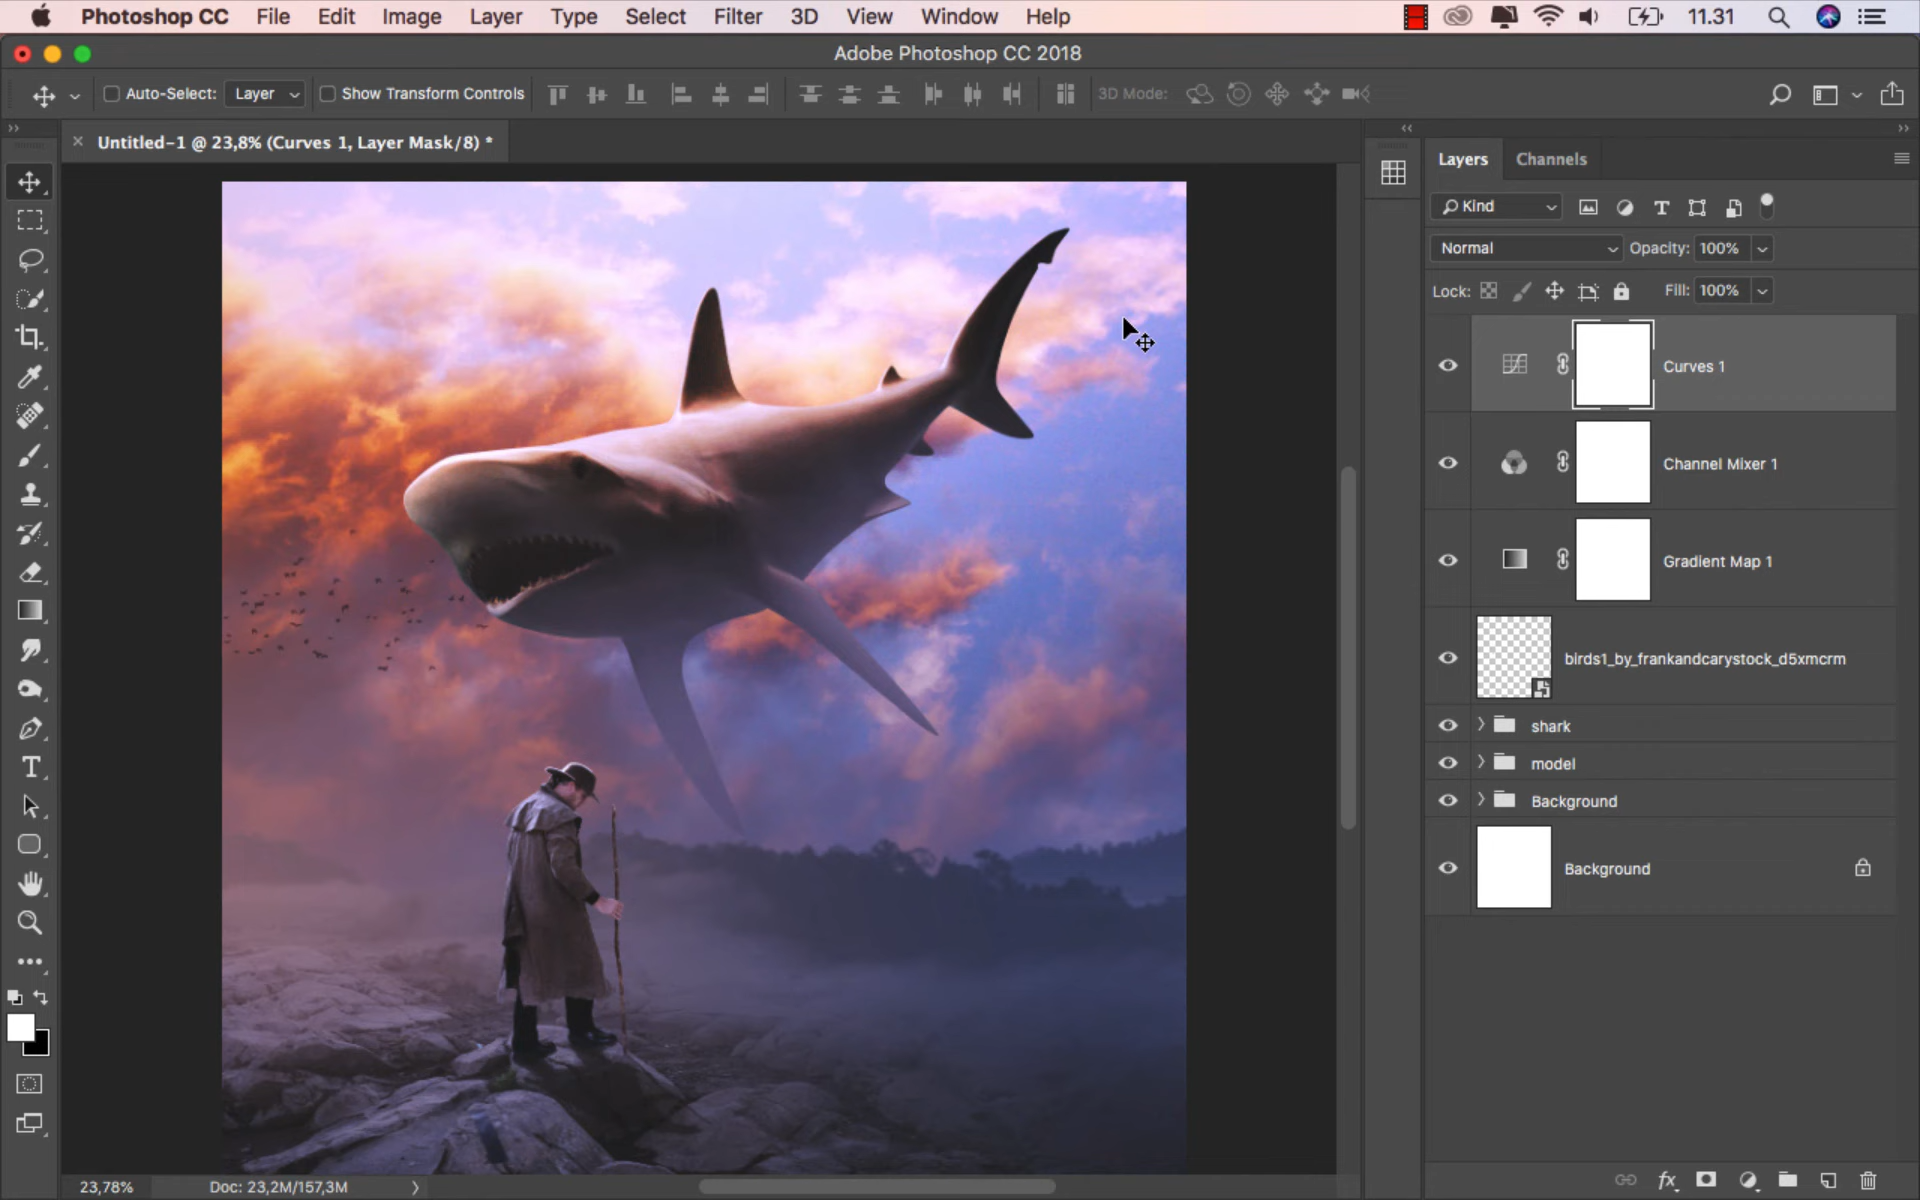 Photoshop CC File Edit Image Layer Type Select Filter 3D View Window Help 11.31
Adobe Photoshop CC 2018
Auto-Select: Layer Show Transform Controls 3D Mode:
Untitled-1 @ 23,8% (Curves 1, Layer Mask/8) *
Layers Channels
Kind
Normal Opacity: 100%
Lock: Fill: 100%
Curves 1
Channel Mixer 1
Gradient Map 1
birds1_by_frankandcarystock_d5xmcrm
shark
model
Background
Background
23,78% Doc: 23,2M/157,3M